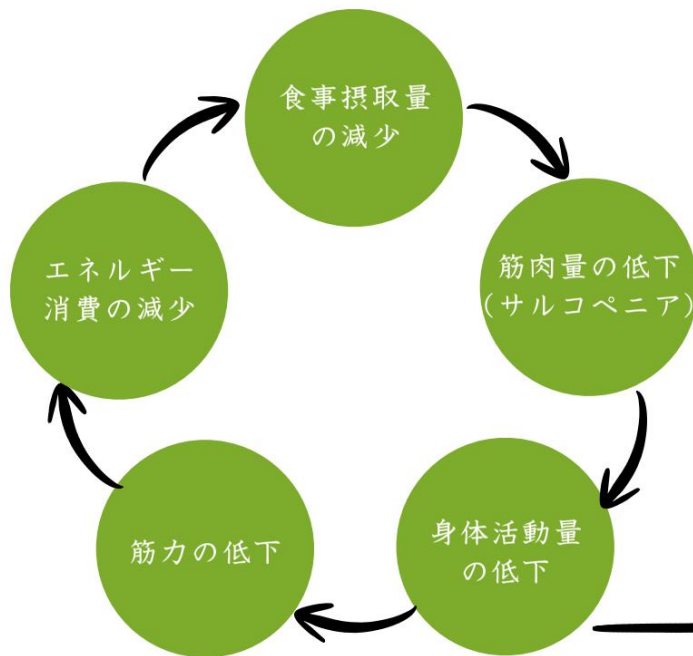 食事摂取量
の減少
筋肉量の低下
(サルコペニア)
身体活動量
の低下
筋力の低下
エネルギー
消費の減少